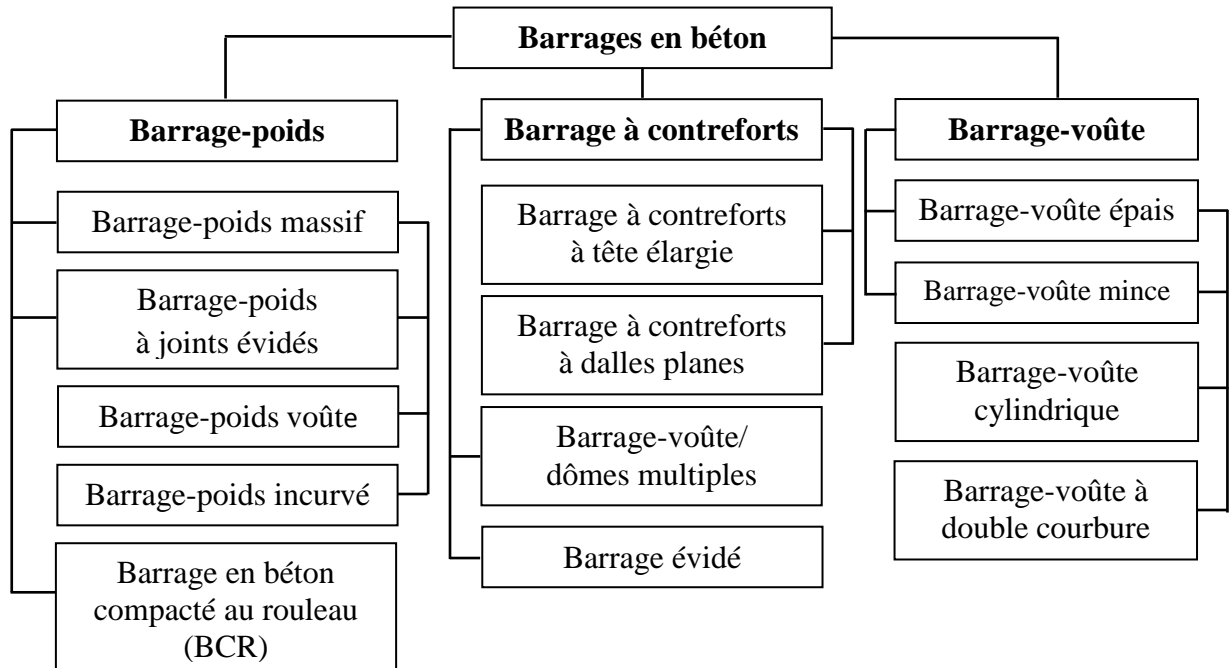 Barrages en béton
Barrage-poids
Barrage-poids massif
Barrage-poids
à joints évidés
Barrage-poids voûte
Barrage-poids incurvé
Barrage en béton
compacté au rouleau
(BCR)
Barrage à contreforts
Barrage à contreforts
à tête élargie
Barrage à contreforts
à dalles planes
Barrage-voûte/
dômes multiples
Barrage évidé
Barrage-voûte
Barrage-voûte épais
Barrage-voûte mince
Barrage-voûte
cylindrique
Barrage-voûte à
double courbure